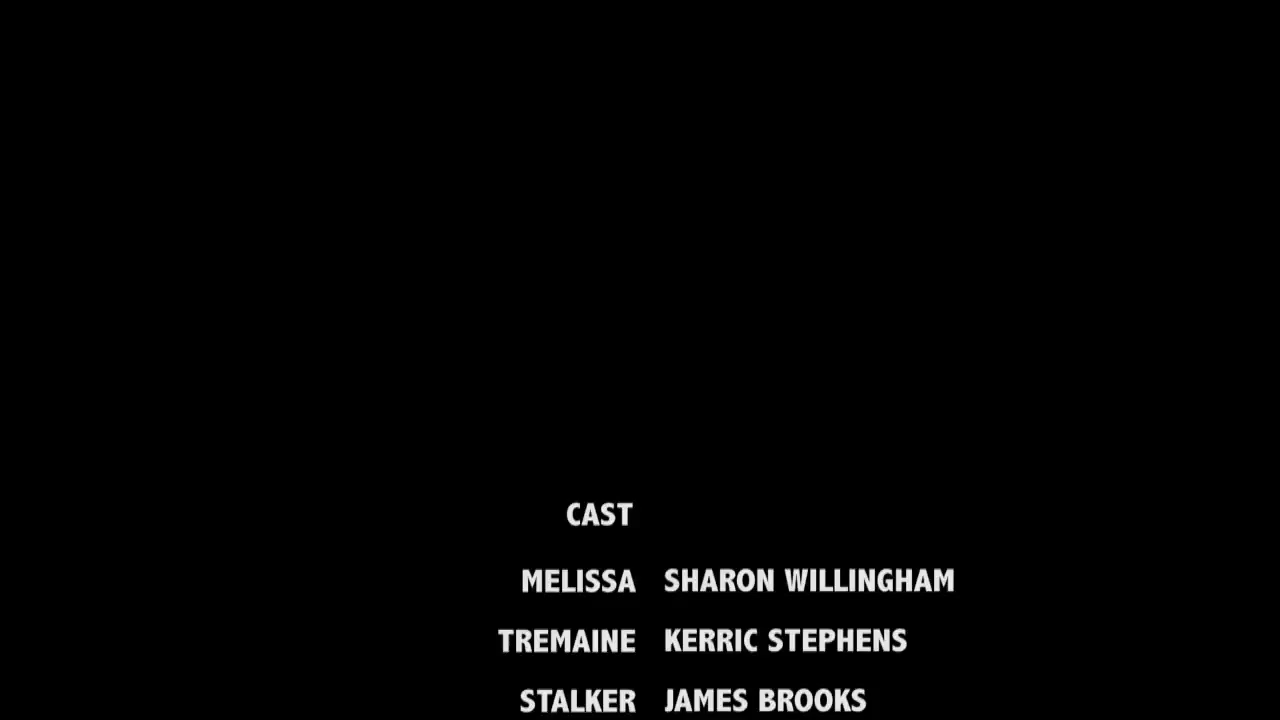 CAST
MELISSA SHARON WILLINGHAM
TREMAINE KERRIC STEPHENS
STALKER JAMES BROOKS